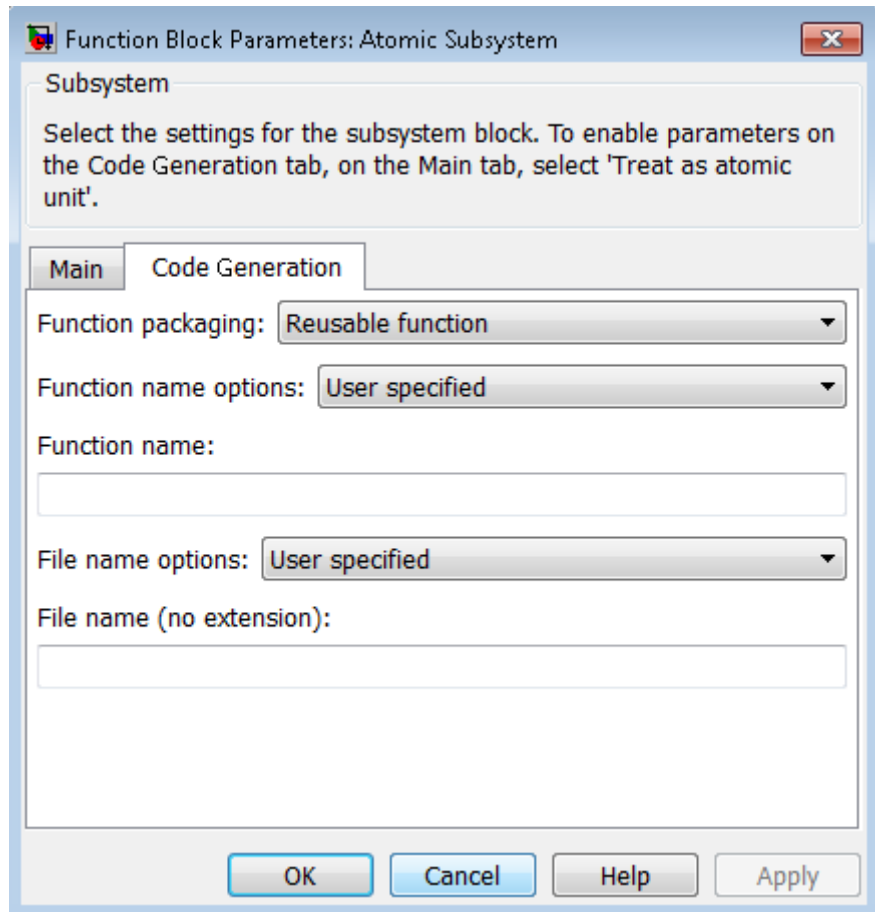 Function Block Parameters: Atomic Subsystem
Subsystem
Select the settings for the subsystem block. To enable parameters on
the Code Generation tab, on the Main tab, select 'Treat as atomic
unit'.
Main Code Generation
Function packaging: Reusable function
Function name options: User specified
Function name:
File name options: User specified
File name (no extension):
OK Cancel Help Apply